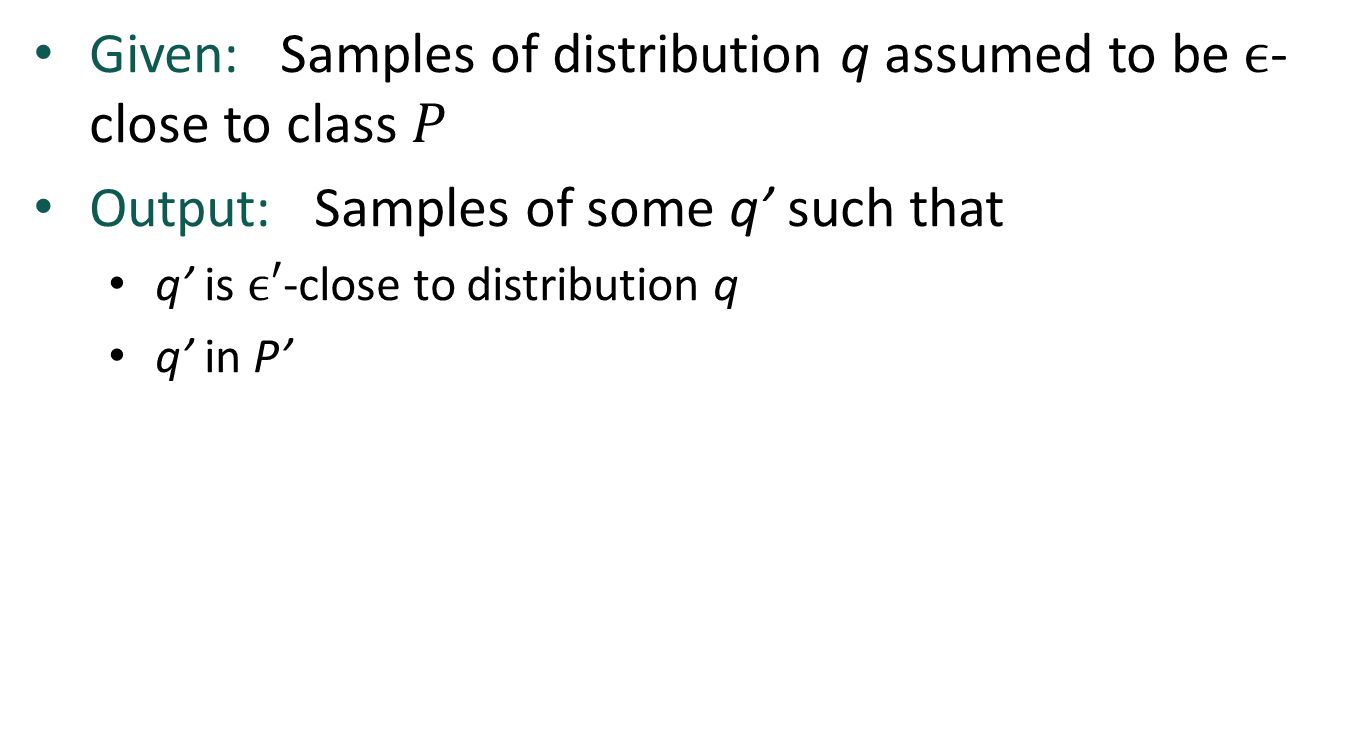 • Given: Samples of distribution q assumed to be ϵ-
close to class P
• Output: Samples of some q’ such that
• q’ is ϵ′-close to distribution q
• q’ in P’